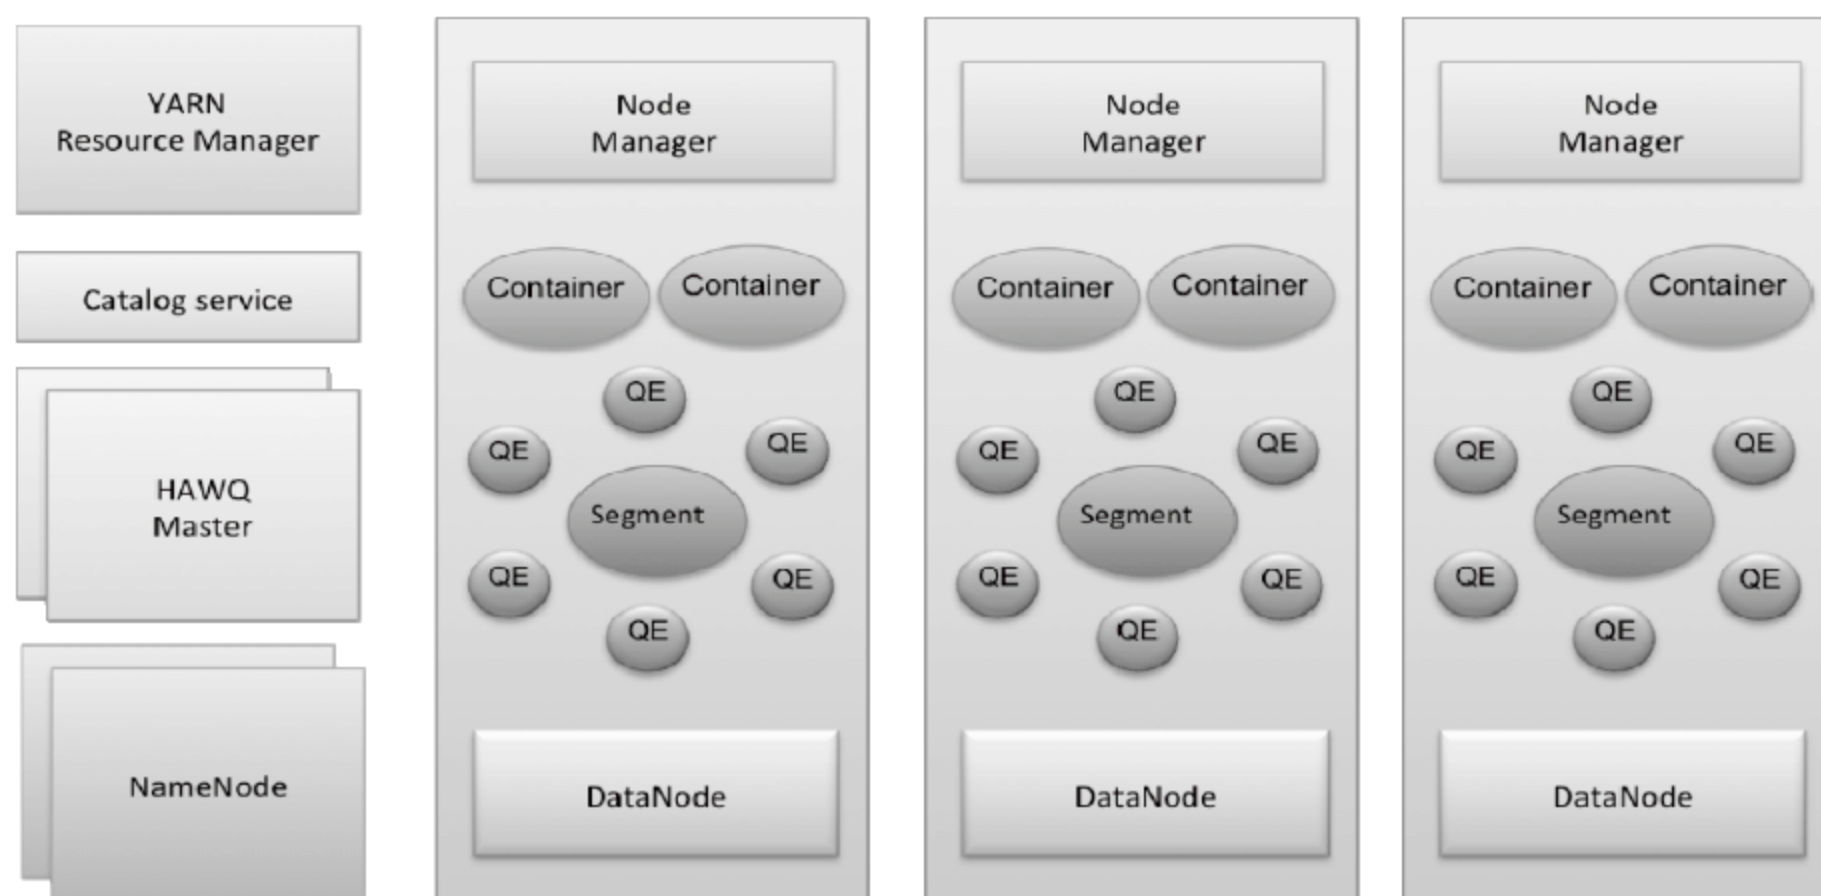 YARN
Resource Manager
Catalog service
HAWQ
Master
NameNode
Node
Manager
Container
Container
QE
QE
QE
Segment
QE
QE
QE
DataNode
Node
Manager
Container
Container
QE
QE
QE
Segment
QE
QE
QE
DataNode
Node
Manager
Container
Container
QE
QE
QE
Segment
QE
QE
QE
DataNode